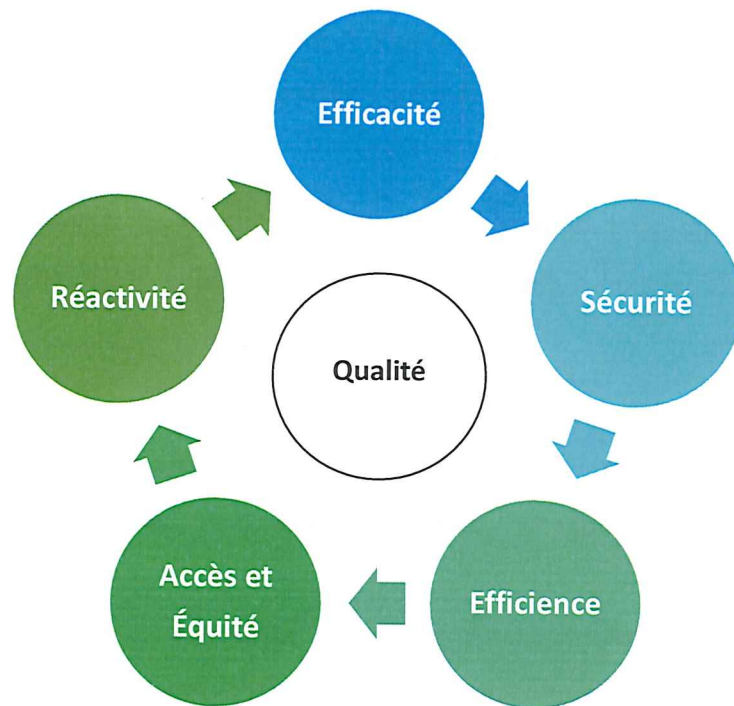 Efficacité
Sécurité
Efficience
Accès et
Équité
Réactivité
Qualité